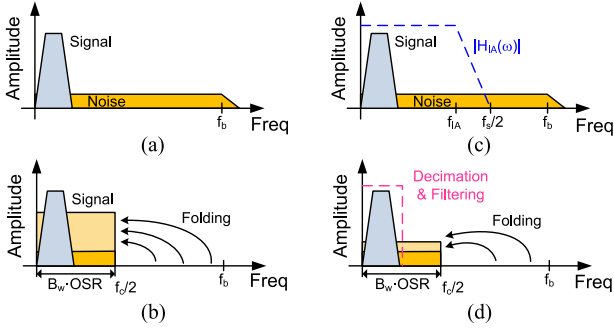 Amplitude
Signal
Noise
f_b
Freq
(a)
Amplitude
Signal
|H_IA(ω)|
Noise
f_IA
f_s/2
f_b
Freq
(c)
Amplitude
Signal
Folding
B_w·OSR
f_c/2
f_b
Freq
(b)
Amplitude
Decimation
& Filtering
Folding
B_w·OSR
f_c/2
f_b
Freq
(d)